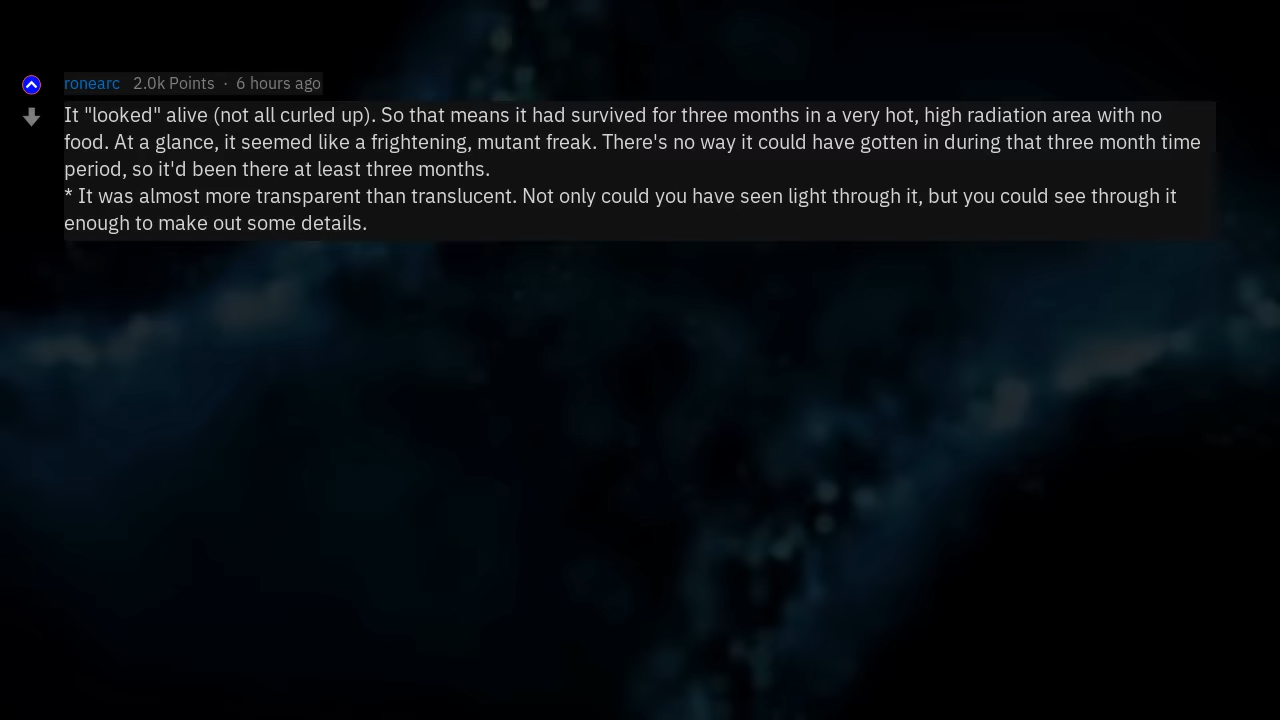 ronearc 2.0k Points · 6 hours ago
It "looked" alive (not all curled up). So that means it had survived for three months in a very hot, high radiation area with no
food. At a glance, it seemed like a frightening, mutant freak. There's no way it could have gotten in during that three month time
period, so it'd been there at least three months.
* It was almost more transparent than translucent. Not only could you have seen light through it, but you could see through it
enough to make out some details.